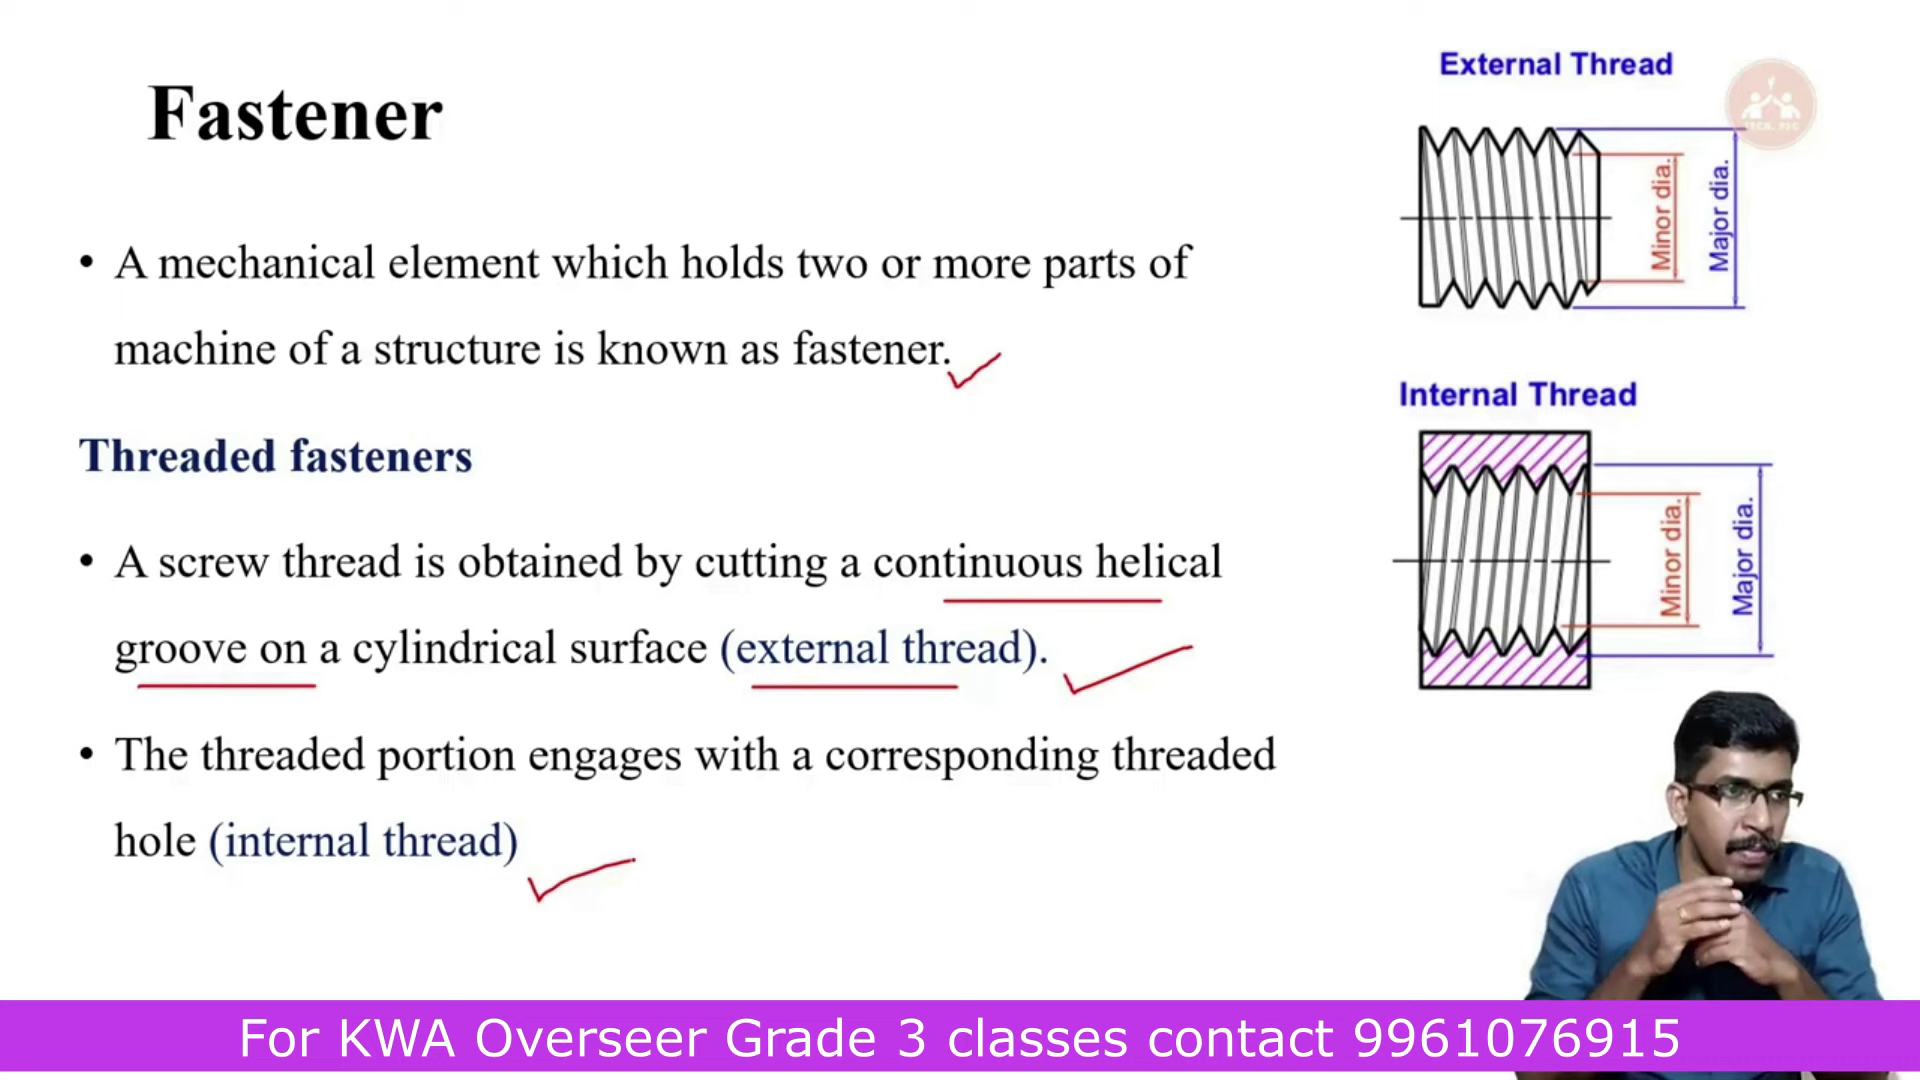 Fastener
• A mechanical element which holds two or more parts of
machine of a structure is known as fastener.
Threaded fasteners
• A screw thread is obtained by cutting a continuous helical
groove on a cylindrical surface (external thread).
• The threaded portion engages with a corresponding threaded
hole (internal thread)
External Thread
TECH. PSC
Minor dia.
Major dia.
Internal Thread
Minor dia.
Major dia.
For KWA Overseer Grade 3 classes contact 9961076915